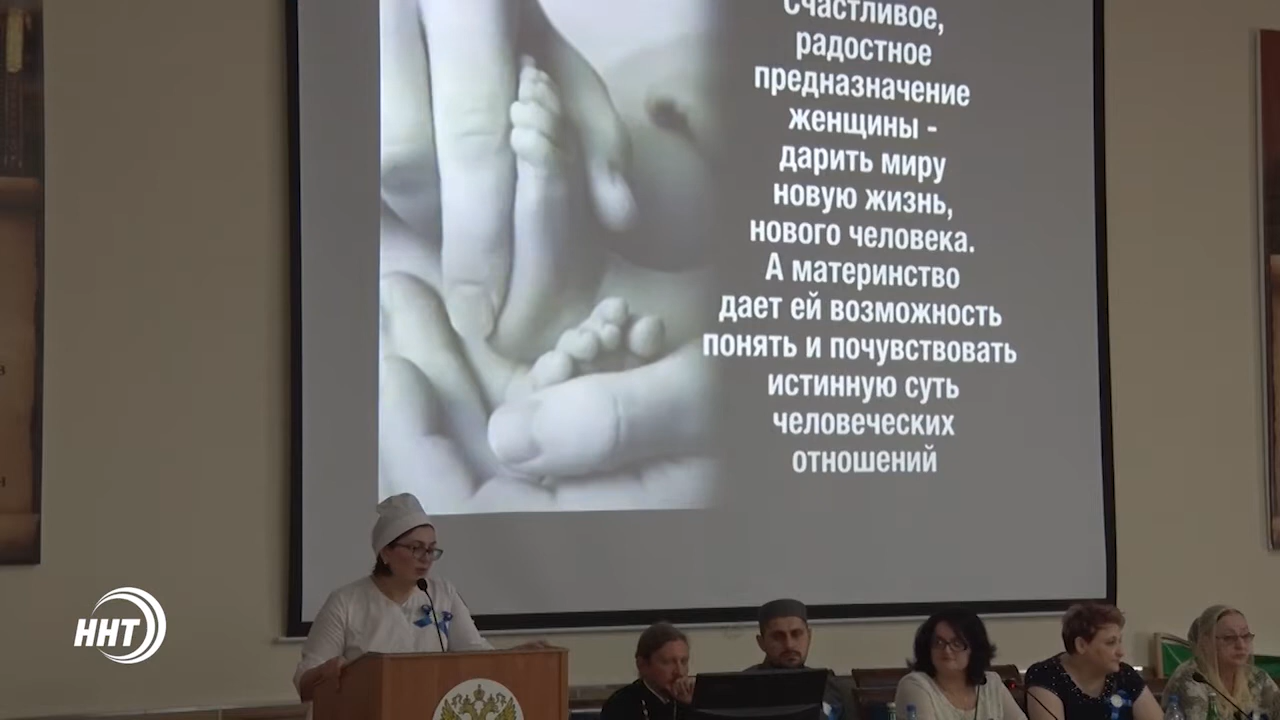 Счастливое,
радостное
предназначение
женщины -
дарить миру
новую жизнь,
нового человека.
А материнство
дает ей возможность
понять и почувствовать
истинную суть
человеческих
отношений
ННТ